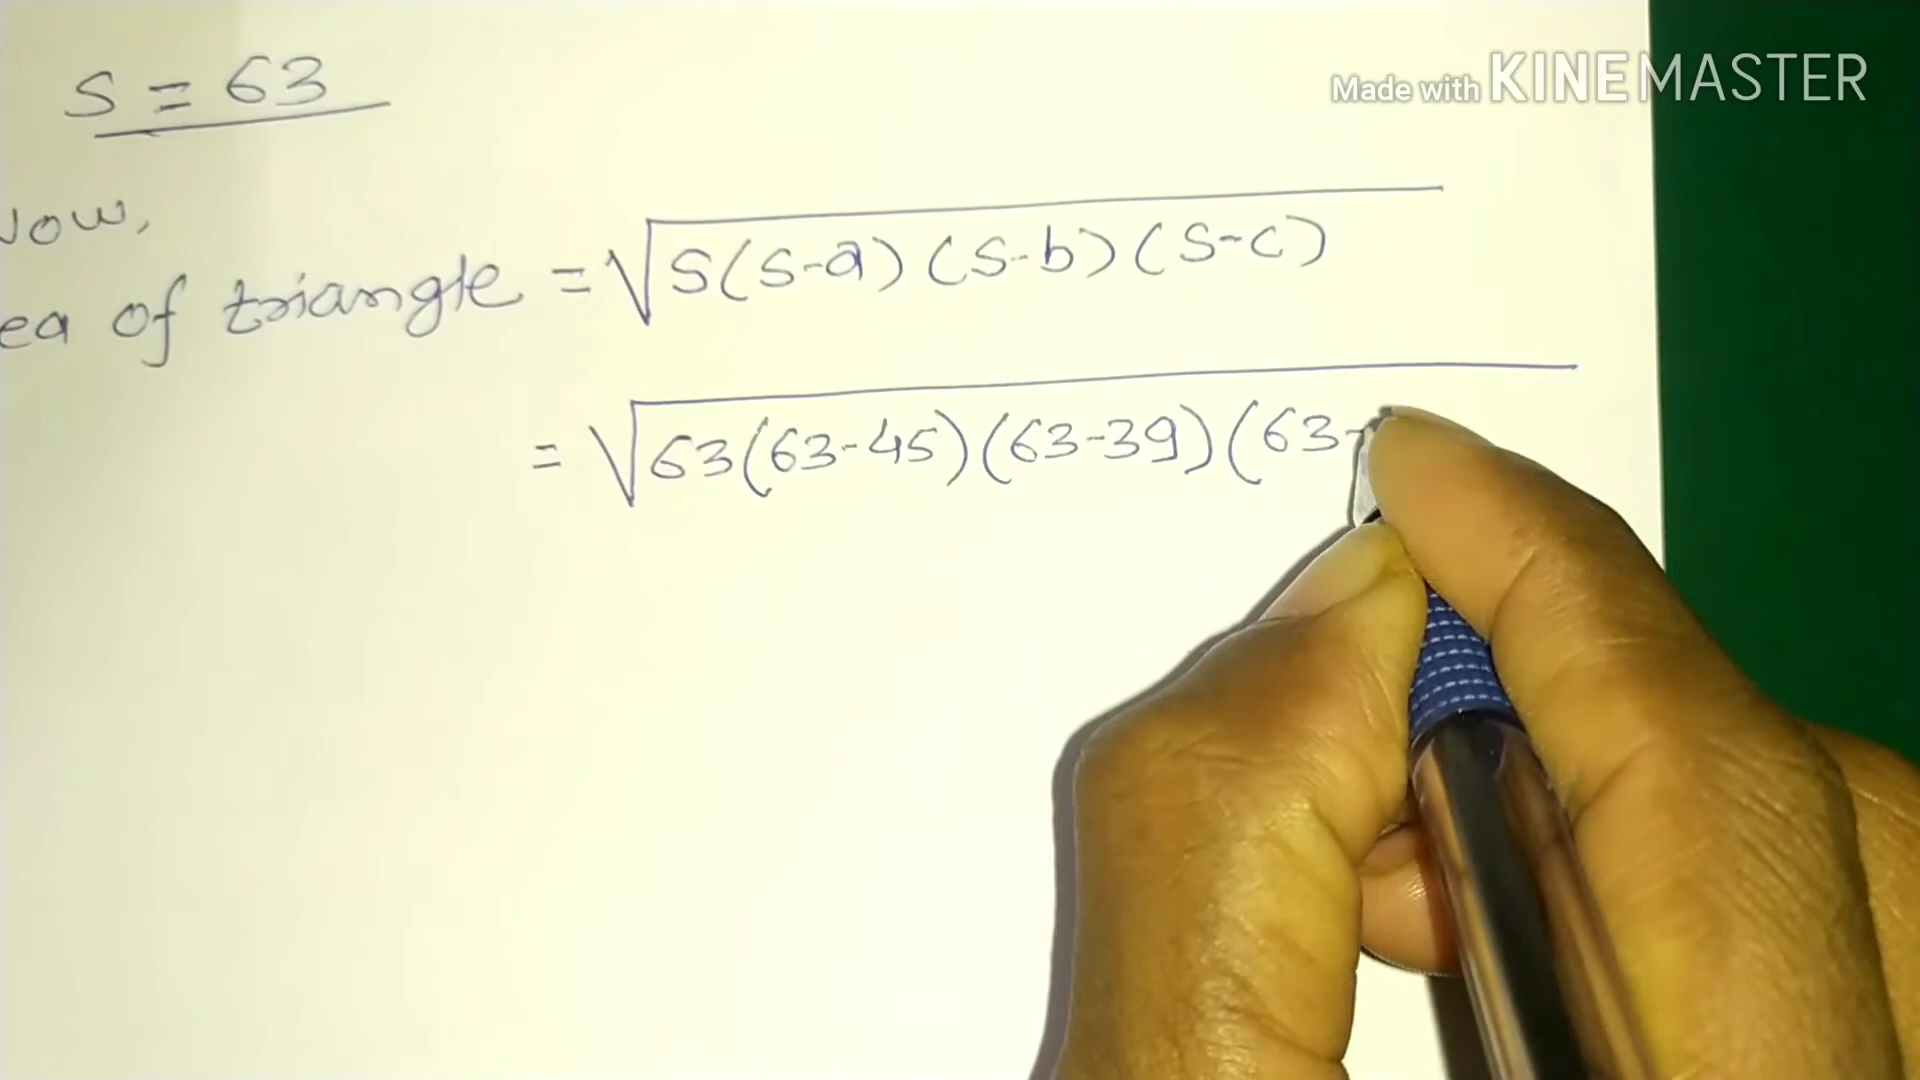 S = 63
Made with KINEMASTER
Now,
ea of triangle = √S(S-a)(S-b)(S-c)
= √63(63-45)(63-39)(63-